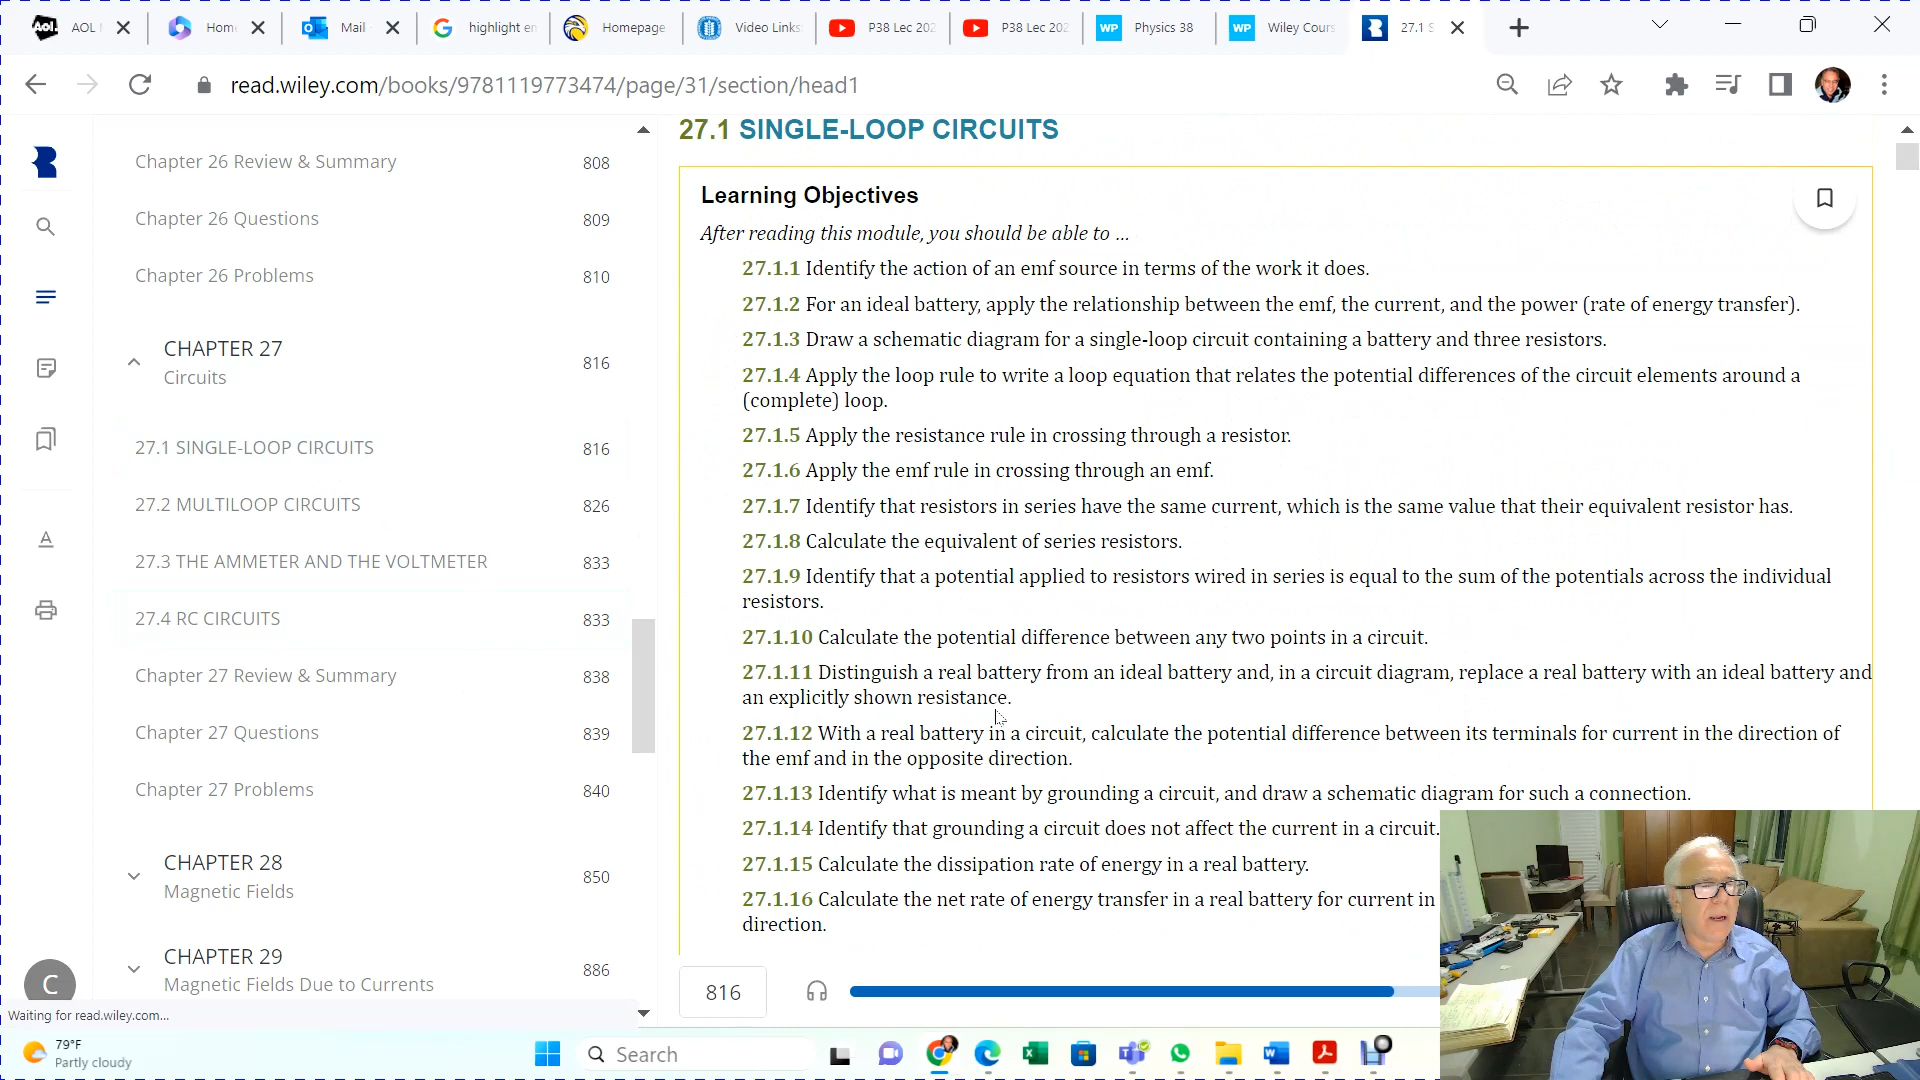 AOL
Hom
Mail
highlight en
Homepage
Video Links
P38 Lec 202
P38 Lec 202
WP Physics 38
WP Wiley Cours
27.1 S
read.wiley.com/books/9781119773474/page/31/section/head1
Chapter 26 Review & Summary 808
Chapter 26 Questions 809
Chapter 26 Problems 810
CHAPTER 27
Circuits 816
27.1 SINGLE-LOOP CIRCUITS 816
27.2 MULTILOOP CIRCUITS 826
27.3 THE AMMETER AND THE VOLTMETER 833
27.4 RC CIRCUITS 833
Chapter 27 Review & Summary 838
Chapter 27 Questions 839
Chapter 27 Problems 840
CHAPTER 28
Magnetic Fields 850
CHAPTER 29
Magnetic Fields Due to Currents 886
C
Waiting for read.wiley.com...
27.1 SINGLE-LOOP CIRCUITS
Learning Objectives
After reading this module, you should be able to ...
27.1.1 Identify the action of an emf source in terms of the work it does.
27.1.2 For an ideal battery, apply the relationship between the emf, the current, and the power (rate of energy transfer).
27.1.3 Draw a schematic diagram for a single-loop circuit containing a battery and three resistors.
27.1.4 Apply the loop rule to write a loop equation that relates the potential differences of the circuit elements around a
(complete) loop.
27.1.5 Apply the resistance rule in crossing through a resistor.
27.1.6 Apply the emf rule in crossing through an emf.
27.1.7 Identify that resistors in series have the same current, which is the same value that their equivalent resistor has.
27.1.8 Calculate the equivalent of series resistors.
27.1.9 Identify that a potential applied to resistors wired in series is equal to the sum of the potentials across the individual
resistors.
27.1.10 Calculate the potential difference between any two points in a circuit.
27.1.11 Distinguish a real battery from an ideal battery and, in a circuit diagram, replace a real battery with an ideal battery and
an explicitly shown resistance.
27.1.12 With a real battery in a circuit, calculate the potential difference between its terminals for current in the direction of
the emf and in the opposite direction.
27.1.13 Identify what is meant by grounding a circuit, and draw a schematic diagram for such a connection.
27.1.14 Identify that grounding a circuit does not affect the current in a circuit.
27.1.15 Calculate the dissipation rate of energy in a real battery.
27.1.16 Calculate the net rate of energy transfer in a real battery for current in
direction.
816
79°F
Partly cloudy
Search